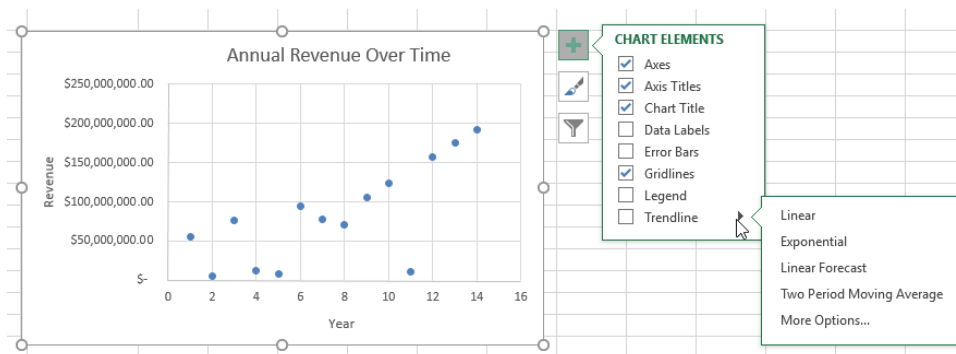 Annual Revenue Over Time
$250,000,000.00
$200,000,000.00
$150,000,000.00
$100,000,000.00
$50,000,000.00
$-
Revenue
0 2 4 6 8 10 12 14 16
Year
CHART ELEMENTS
Axes
Axis Titles
Chart Title
Data Labels
Error Bars
Gridlines
Legend
Trendline
Linear
Exponential
Linear Forecast
Two Period Moving Average
More Options...